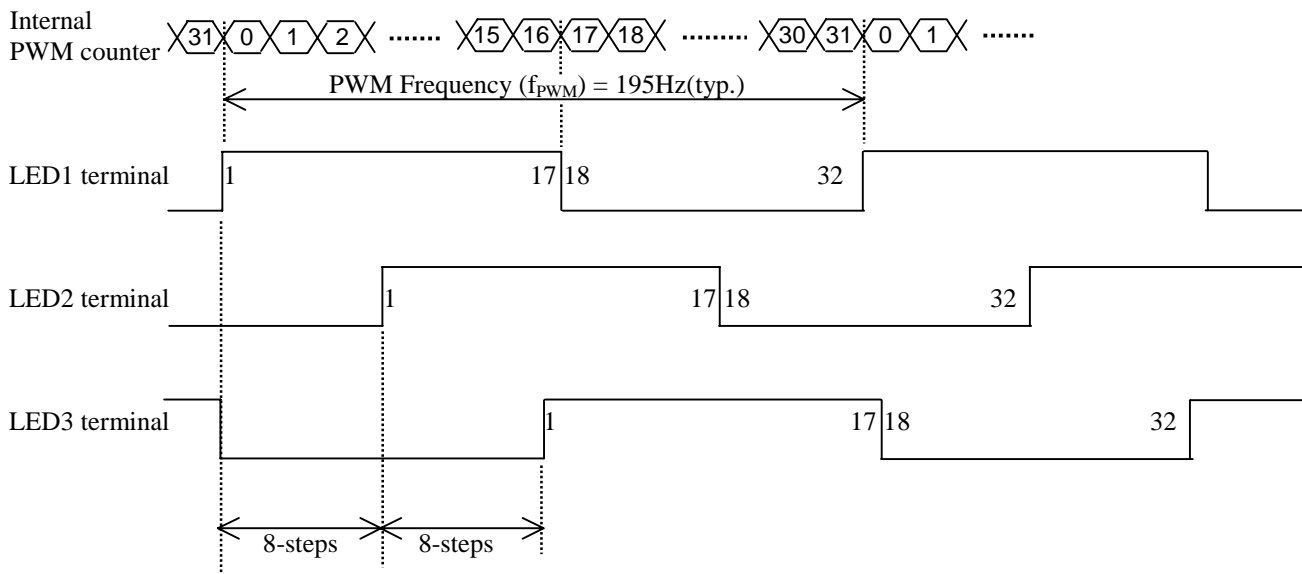 Internal
PWM counter
31 0 1 2 ....... 15 16 17 18 ........ 30 31 0 1 ......
PWM Frequency (fPWM) = 195Hz(typ.)
LED1 terminal 1 17 18 32
LED2 terminal 1 17 18 32
LED3 terminal 1 17 18 32
8-steps 8-steps